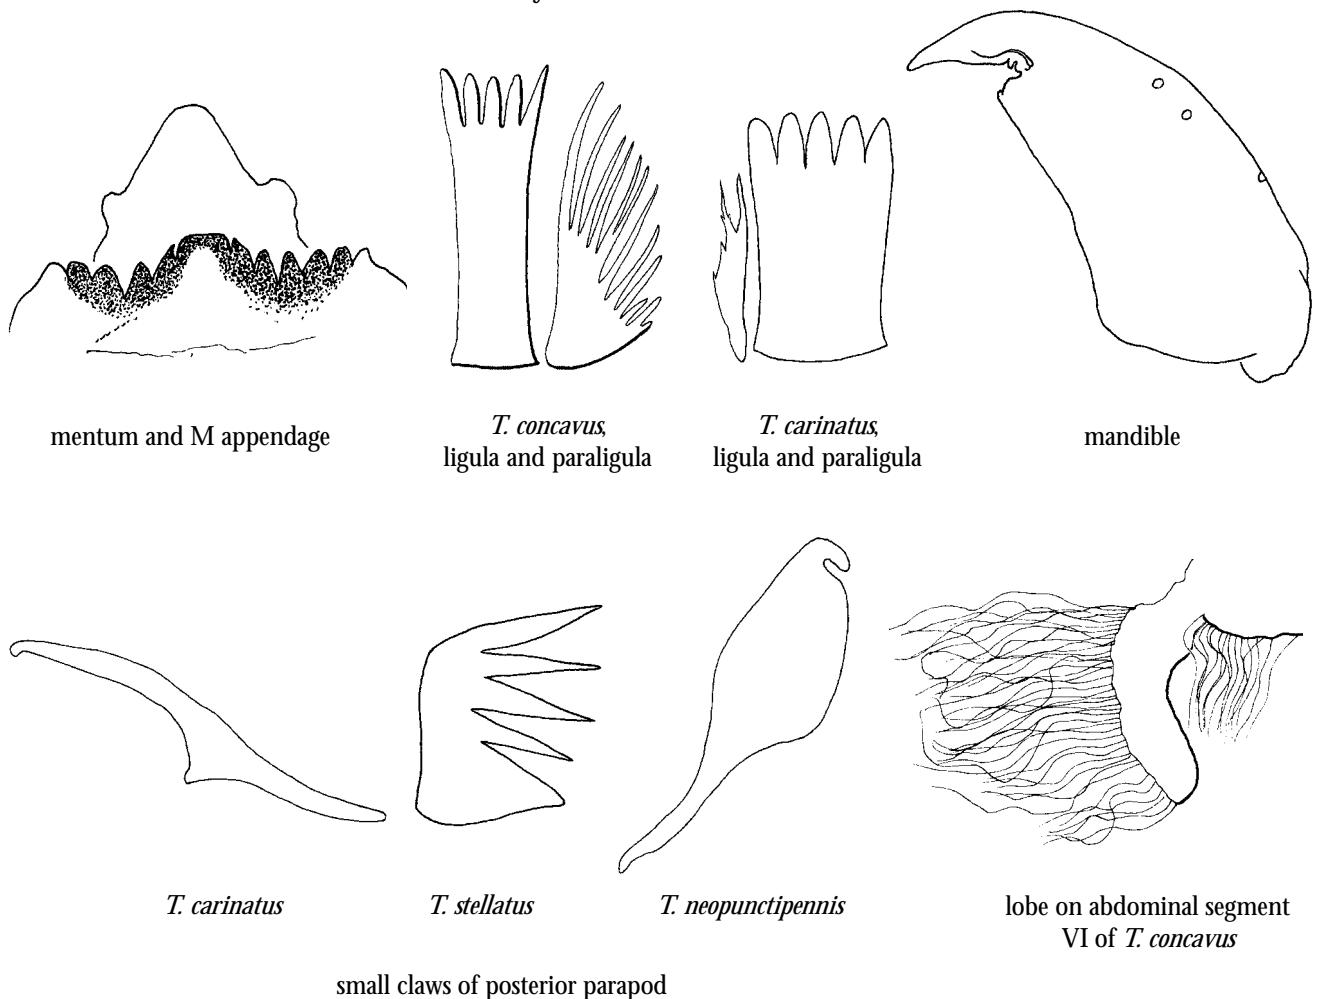 mentum and M appendage
T. concavus,
ligula and paraligula
T. carinatus,
ligula and paraligula
mandible
T. carinatus
T. stellatus
T. neopunctipennis
lobe on abdominal segment
VI of T. concavus
small claws of posterior parapod